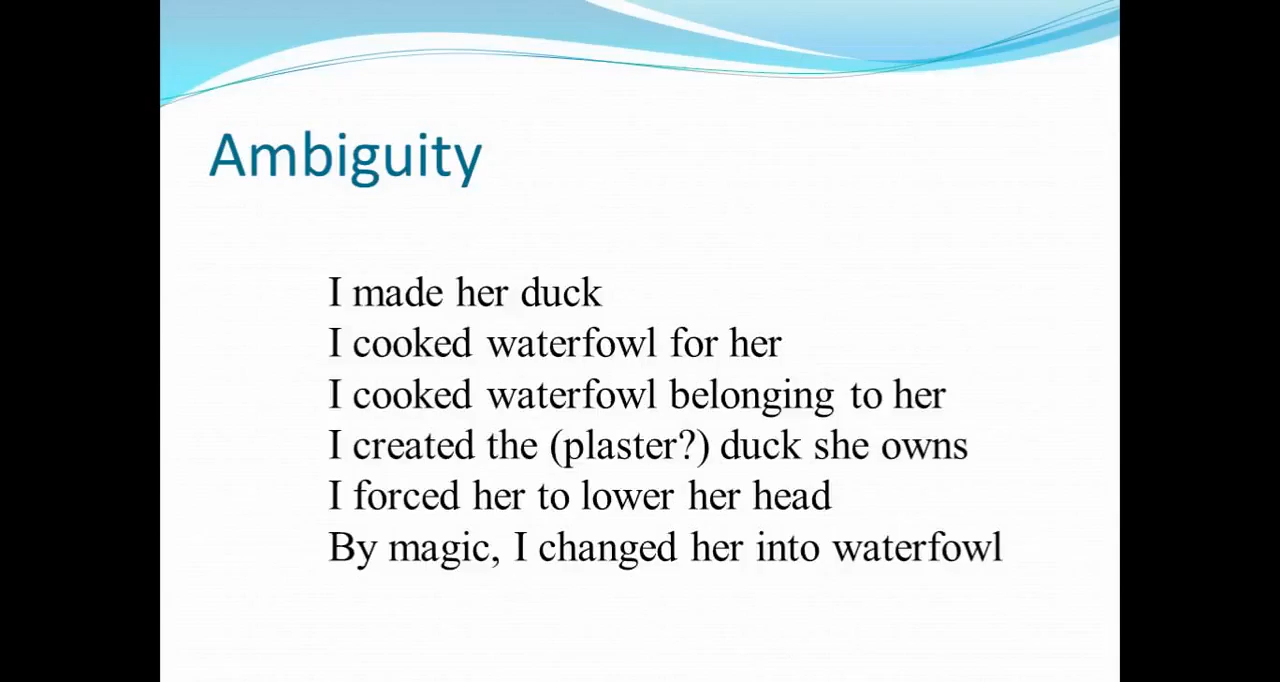 Ambiguity
I made her duck
I cooked waterfowl for her
I cooked waterfowl belonging to her
I created the (plaster?) duck she owns
I forced her to lower her head
By magic, I changed her into waterfowl